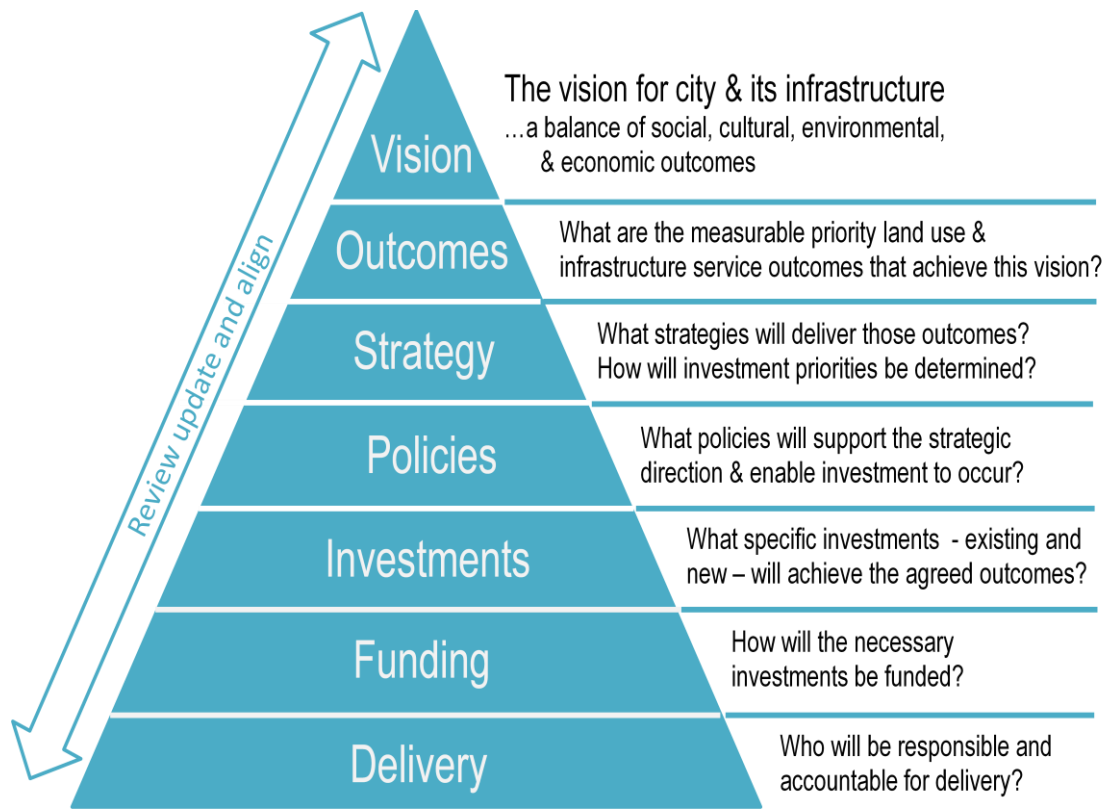 The vision for city & its infrastructure
…a balance of social, cultural, environmental,
& economic outcomes
Vision
Outcomes
What are the measurable priority land use &
infrastructure service outcomes that achieve this vision?
Strategy
What strategies will deliver those outcomes?
How will investment priorities be determined?
Policies
What policies will support the strategic
direction & enable investment to occur?
Investments
What specific investments  - existing and
new – will achieve the agreed outcomes?
Funding
How will the necessary
investments be funded?
Delivery
Who will be responsible and
accountable for delivery?
Review update and align